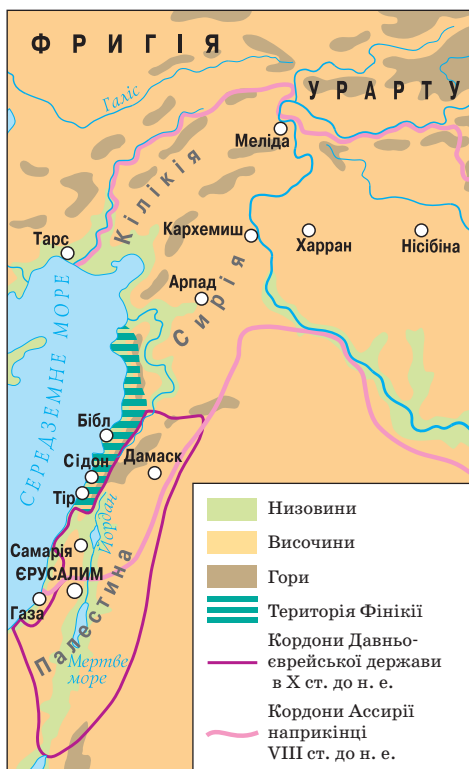 ФРИГІЯ
УРАРТУ
Галіс
Меліда
Кілікія
Тарс
Кархемиш
Харран
Нісібіна
Арпад
Сирія
СЕРЕДЗЕМНЕ МОРЕ
Бібл
Сідон
Дамаск
Тір
Йордан
Самарія
ЄРУСАЛИМ
Газа
Палестина
Мертве
море
Низовини
Височини
Гори
Територія Фінікії
Кордони Давньо-
єврейської держави
в X ст. до н. е.
Кордони Ассирії
наприкінці
VIII ст. до н. е.